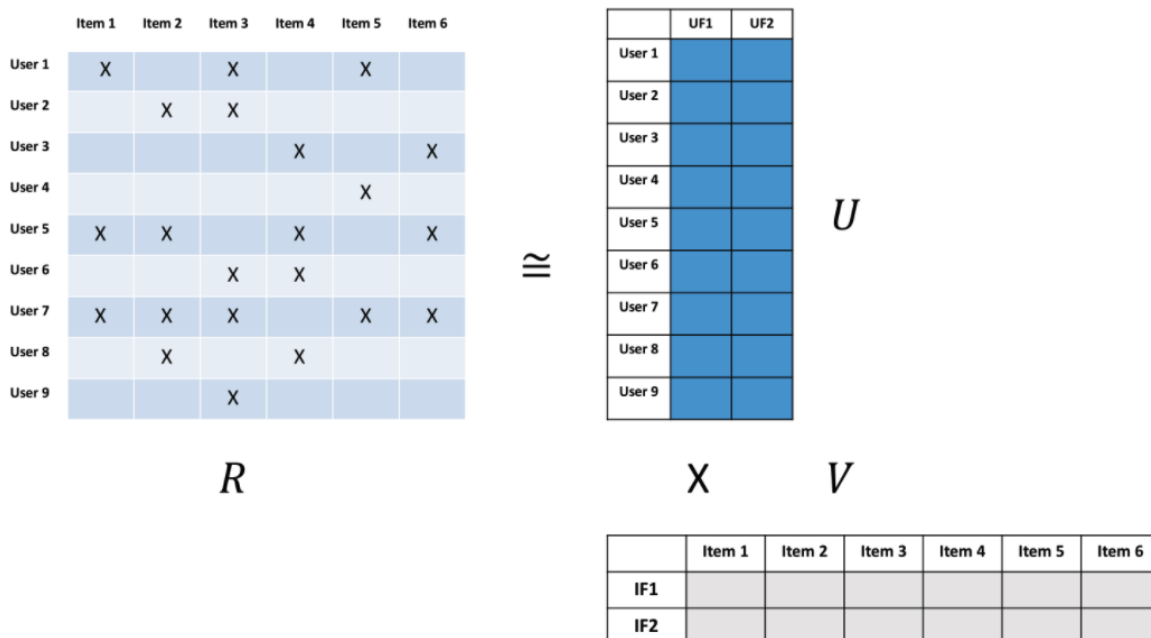 Item 1 Item 2 Item 3 Item 4 Item 5 Item 6
User 1 X X X
User 2 X X
User 3 X X
User 4 X
User 5 X X X X
User 6 X X
User 7 X X X X X
User 8 X X
User 9 X
R
≅
UF1 UF2
User 1
User 2
User 3
User 4
User 5
User 6
User 7
User 8
User 9
U
X V
Item 1 Item 2 Item 3 Item 4 Item 5 Item 6
IF1
IF2